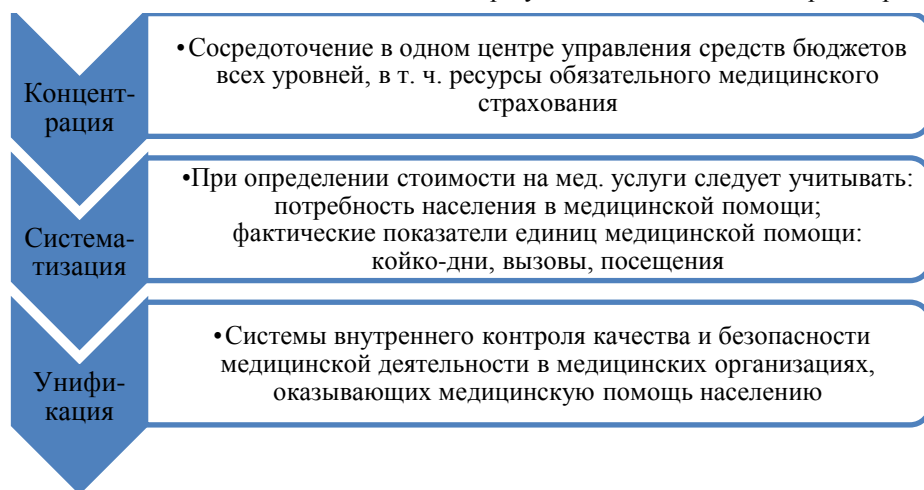 Концент-
рация
•Сосредоточение в одном центре управления средств бюджетов
всех уровней, в т. ч. ресурсы обязательного медицинского
страхования
Система-
тизация
•При определении стоимости на мед. услуги следует учитывать:
потребность населения в медицинской помощи;
фактические показатели единиц медицинской помощи:
койко-дни, вызовы, посещения
Унифи-
кация
•Системы внутреннего контроля качества и безопасности
медицинской деятельности в медицинских организациях,
оказывающих медицинскую помощь населению